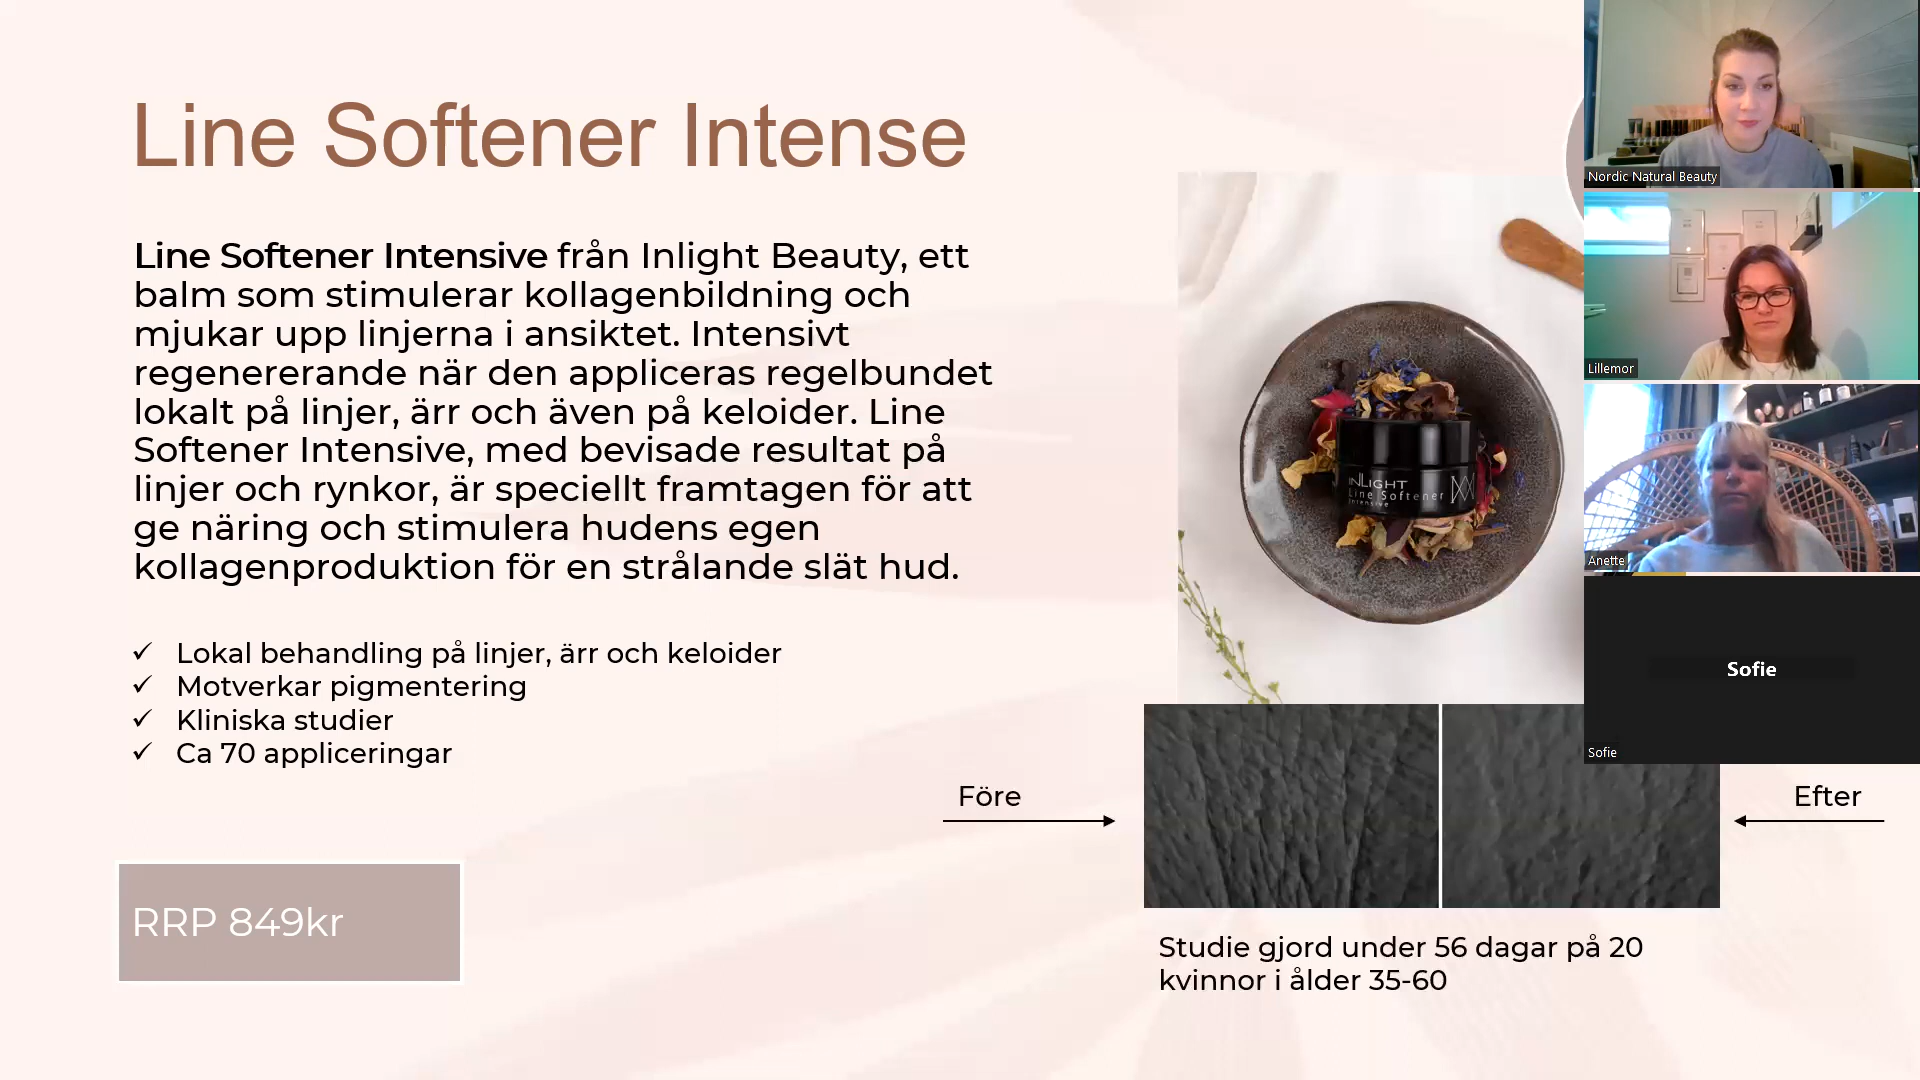 Line Softener Intense
Line Softener Intensive från Inlight Beauty, ett
balm som stimulerar kollagenbildning och
mjukar upp linjerna i ansiktet. Intensivt
regenererande när den appliceras regelbundet
lokalt på linjer, ärr och även på keloider. Line
Softener Intensive, med bevisade resultat på
linjer och rynkor, är speciellt framtagen för att
ge näring och stimulera hudens egen
kollagenproduktion för en strålande slät hud.
✓ Lokal behandling på linjer, ärr och keloider
✓ Motverkar pigmentering
✓ Kliniska studier
✓ Ca 70 appliceringar
RRP 849kr
INLIGHT
Line Softener
Intensive
Före
Efter
Studie gjord under 56 dagar på 20
kvinnor i ålder 35-60
Nordic Natural Beauty
Lillemor
Anette
Sofie
Sofie